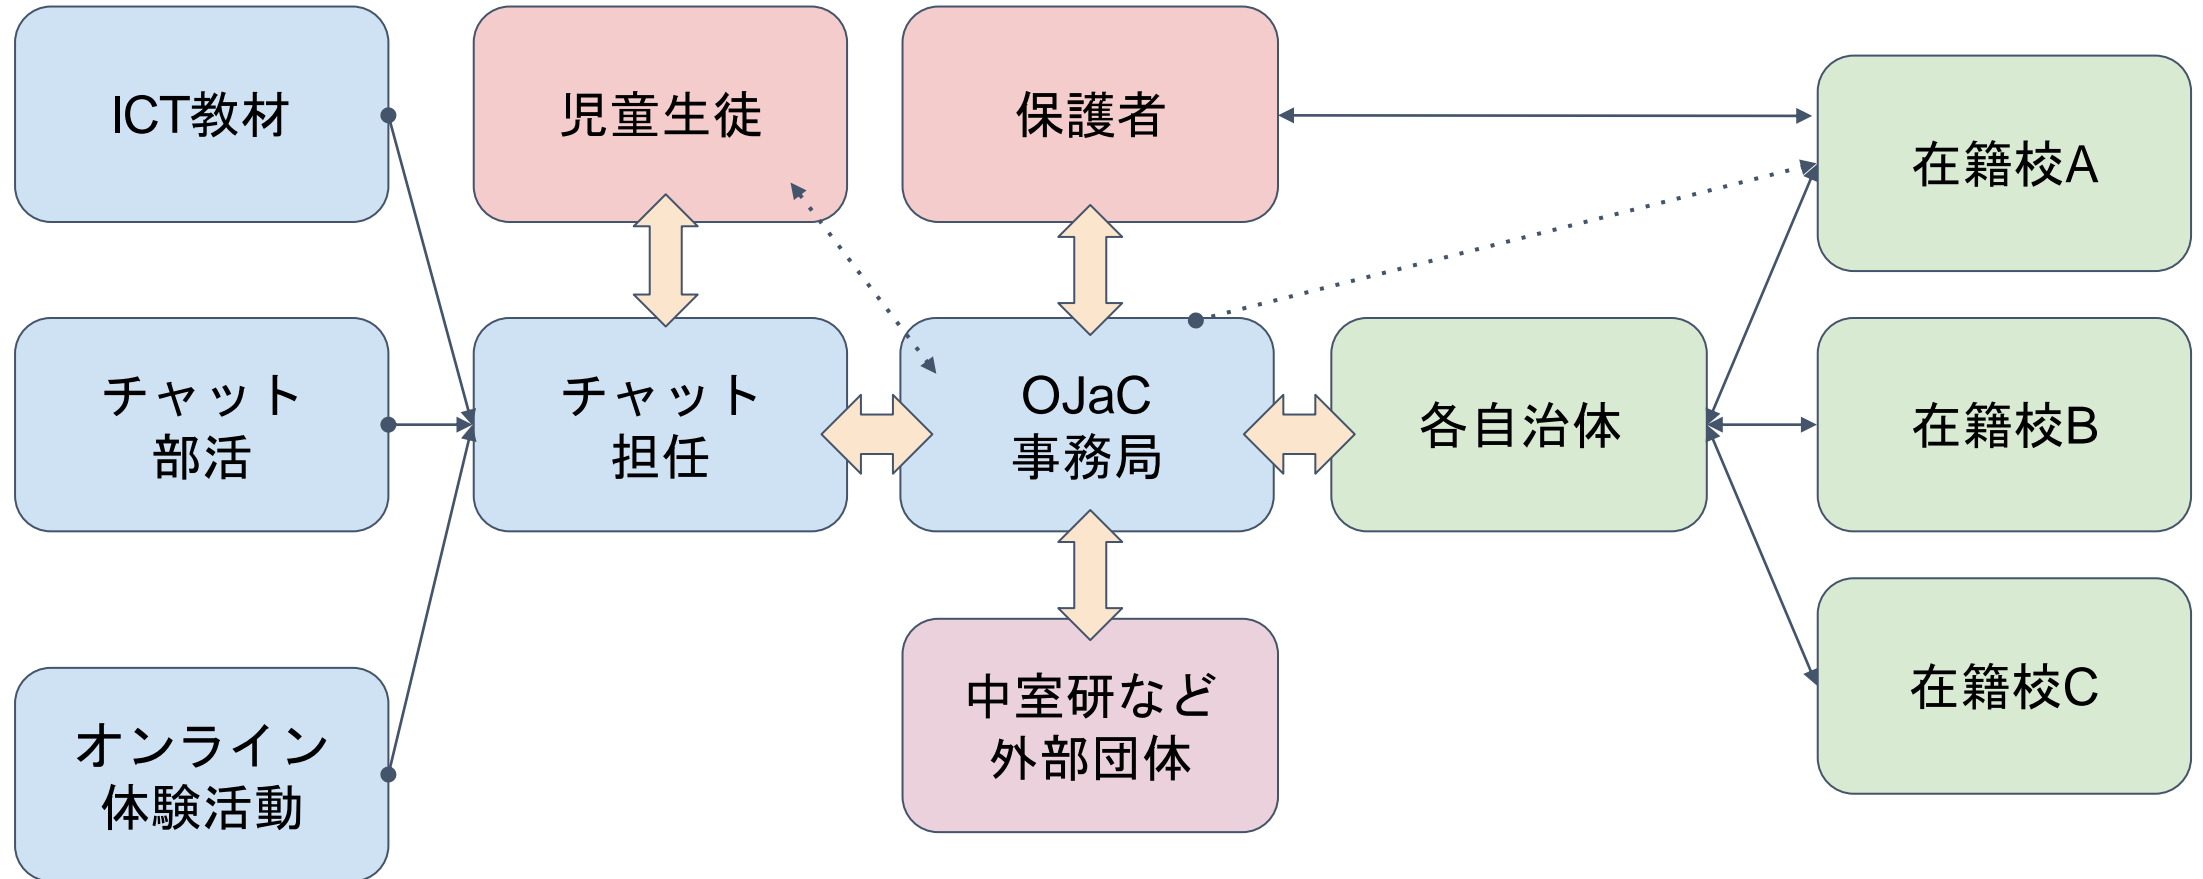 ICT教材
児童生徒
保護者
在籍校A
チャット
部活
チャット
担任
OJaC
事務局
各自治体
在籍校B
オンライン
体験活動
中室研など
外部団体
在籍校C